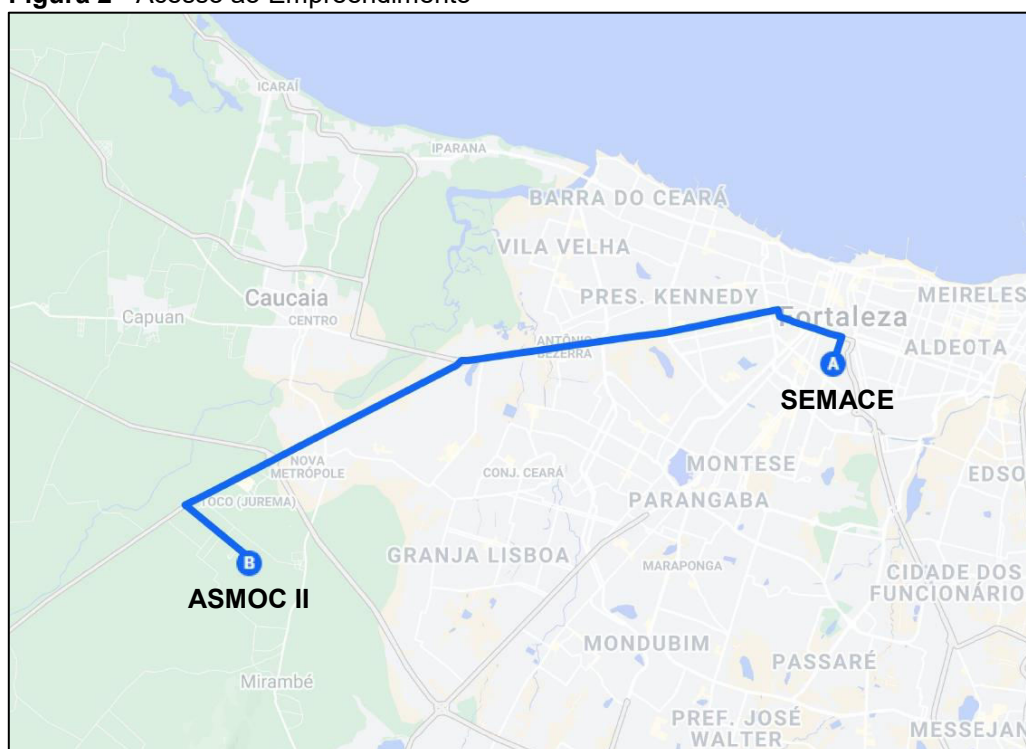 Figura 2 - Acesso ao Empreendimento
ICARAÍ
IPARANA
BARRA DO CEARÁ
VILA VELHA
PRES. KENNEDY
MEIRELES
Caucaia
CENTRO
Capuan
Fortaleza
ANTÔNIO
BEZERRA
ALDEOTA
A
SEMACE
NOVA
METRÓPOLE
CONJ. CEARÁ
MONTESE
EDSO
TOCO (JUREMA)
PARANGABA
B
GRANJA LISBOA
MARAPONGA
CIDADE DOS
FUNCIONÁRIO
ASMOC II
MONDUBIM
PASSARÉ
Mirambé
PREF. JOSÉ
WALTER
MESSEJAN